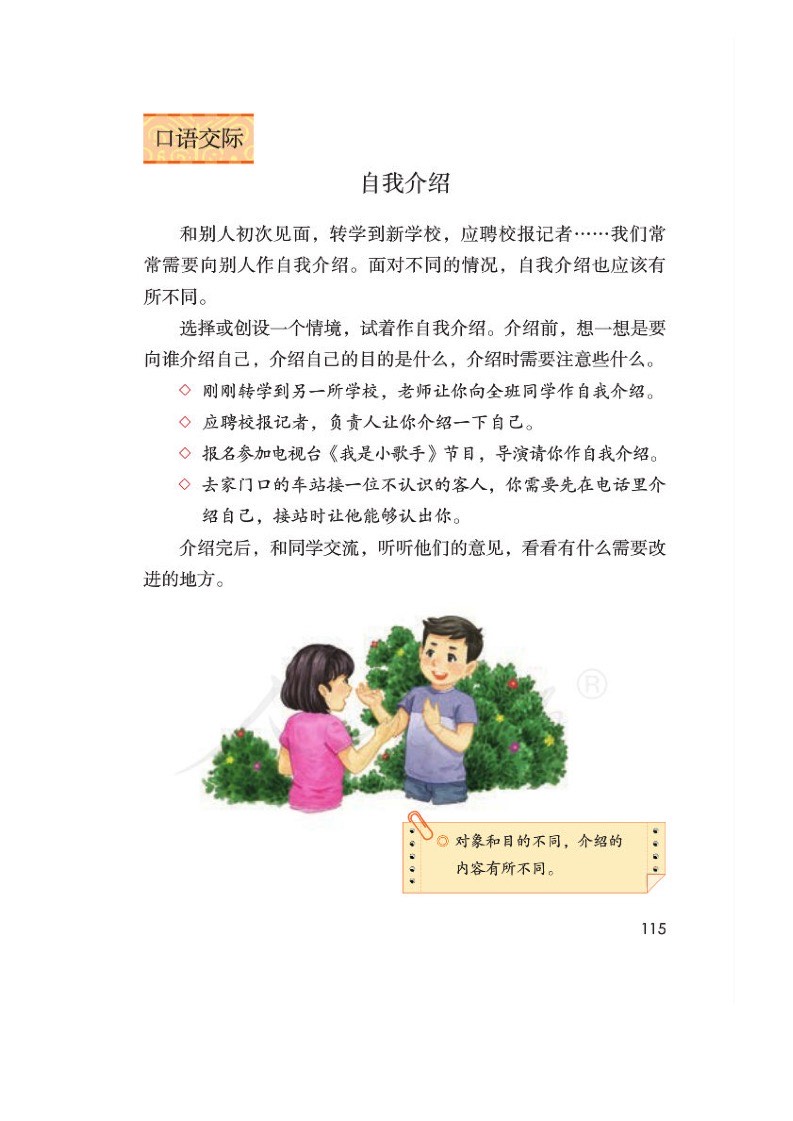 口语交际
自我介绍
和别人初次见面，转学到新学校，应聘校报记者……我们常
常需要向别人作自我介绍。面对不同的情况，自我介绍也应该有
所不同。
选择或创设一个情境，试着作自我介绍。介绍前，想一想是要
向谁介绍自己，介绍自己的目的是什么，介绍时需要注意些什么。
◇ 刚刚转学到另一所学校，老师让你向全班同学作自我介绍。
◇ 应聘校报记者，负责人让你介绍一下自己。
◇ 报名参加电视台《我是小歌手》节目，导演请你作自我介绍。
◇ 去家门口的车站接一位不认识的客人，你需要先在电话里介
绍自己，接站时让他能够认出你。
介绍完后，和同学交流，听听他们的意见，看看有什么需要改
进的地方。
®
◎ 对象和目的不同，介绍的
内容有所不同。
115